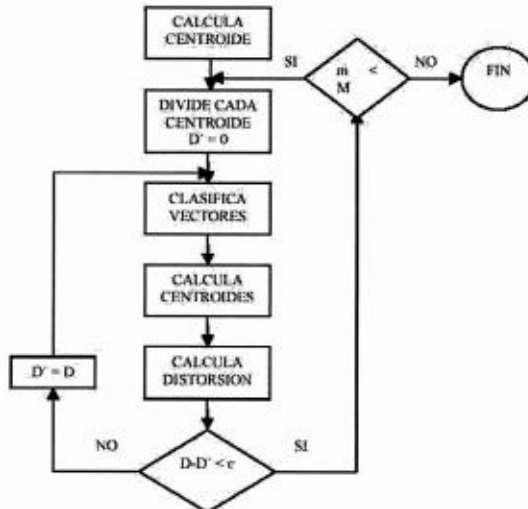 CALCULA
CENTROIDE
SI
m <
M
NO
FIN
DIVIDE CADA
CENTROIDE
D' = 0
CLASIFICA
VECTORES
CALCULA
CENTROIDES
D' = D
CALCULA
DISTORSION
NO
D-D' < e
SI